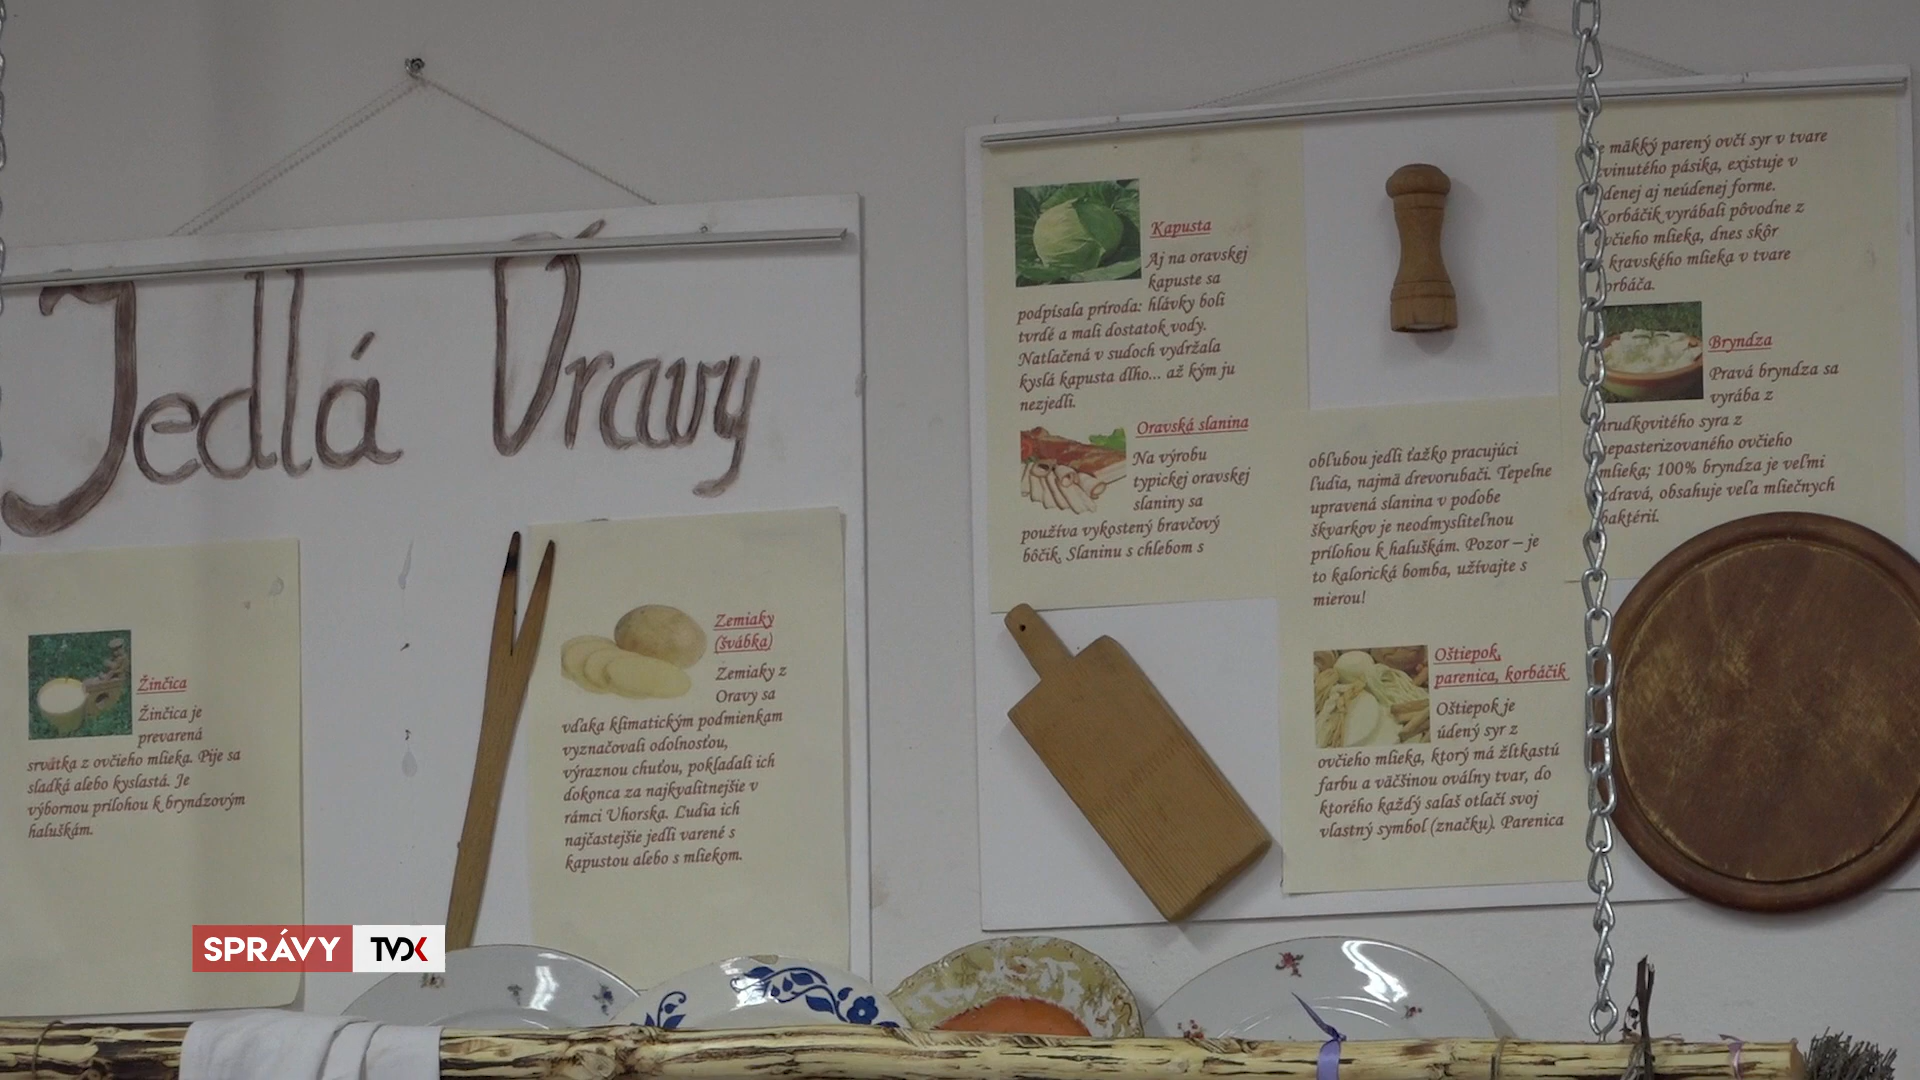 Jedlá Vravy
Žinčica
Žinčica je
prevarená
srvátka z ovčieho mlieka. Pije sa
sladká alebo kyslastá. Je
výbornou prílohou k bryndzovým
haluškám.
Zemiaky
(švábka)
Zemiaky z
Oravy sa
vďaka klimatickým podmienkam
vyznačovali odolnosťou,
výraznou chuťou, pokladali ich
dokonca za najkvalitnejšie v
rámci Uhorska. Ľudia ich
najčastejšie jedli varené s
kapustou alebo s mliekom.
Kapusta
Aj na oravskej
kapuste sa
podpísala príroda: hlávky boli
tvrdé a mali dostatok vody.
Natlačená v sudoch vydržala
kyslá kapusta dlho... až kým ju
nezjedli.
Oravská slanina
Na výrobu
typickej oravskej
slaniny sa
používa vykostený bravčový
bôčik. Slaninu s chlebom s
obľubou jedli ťažko pracujúci
ľudia, najmä drevorubači. Tepelne
upravená slanina v podobe
škvarkov je neodmysliteľnou
prílohou k haluškám. Pozor – je
to kalorická bomba, užívajte s
mierou!
Oštiepok,
parenica, korbáčik
Oštiepok je
údený syr z
ovčieho mlieka, ktorý má žltkastú
farbu a väčšinou oválny tvar, do
ktorého každý salaš otlačí svoj
vlastný symbol (značku). Parenica
je mäkký parený ovčí syr v tvare
zvinutého pásika, existuje v
údenej aj neúdenej forme.
Korbáčik vyrábali pôvodne z
ovčieho mlieka, dnes skôr
kravského mlieka v tvare
korbáča.
Bryndza
Pravá bryndza sa
vyrába z
hrudkovitého syra z
nepasterizovaného ovčieho
mlieka; 100% bryndza je veľmi
zdravá, obsahuje veľa mliečnych
baktérií.
SPRÁVY TVDK